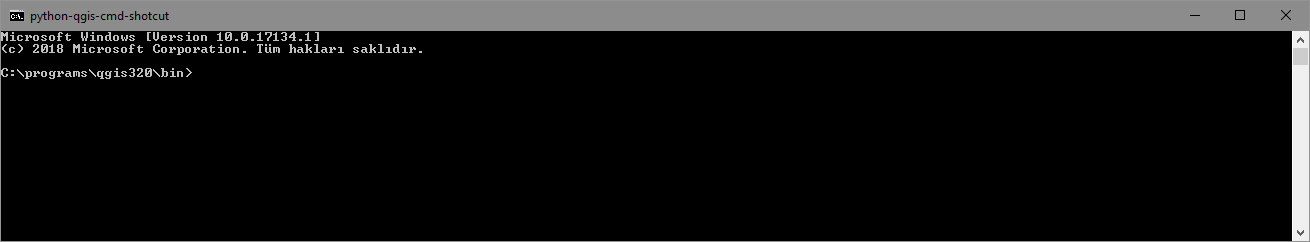 python-qgis-cmd-shotcut
Microsoft Windows [Version 10.0.17134.1]
(c) 2018 Microsoft Corporation. Tüm hakları saklıdır.
C:\programs\qgis320\bin>